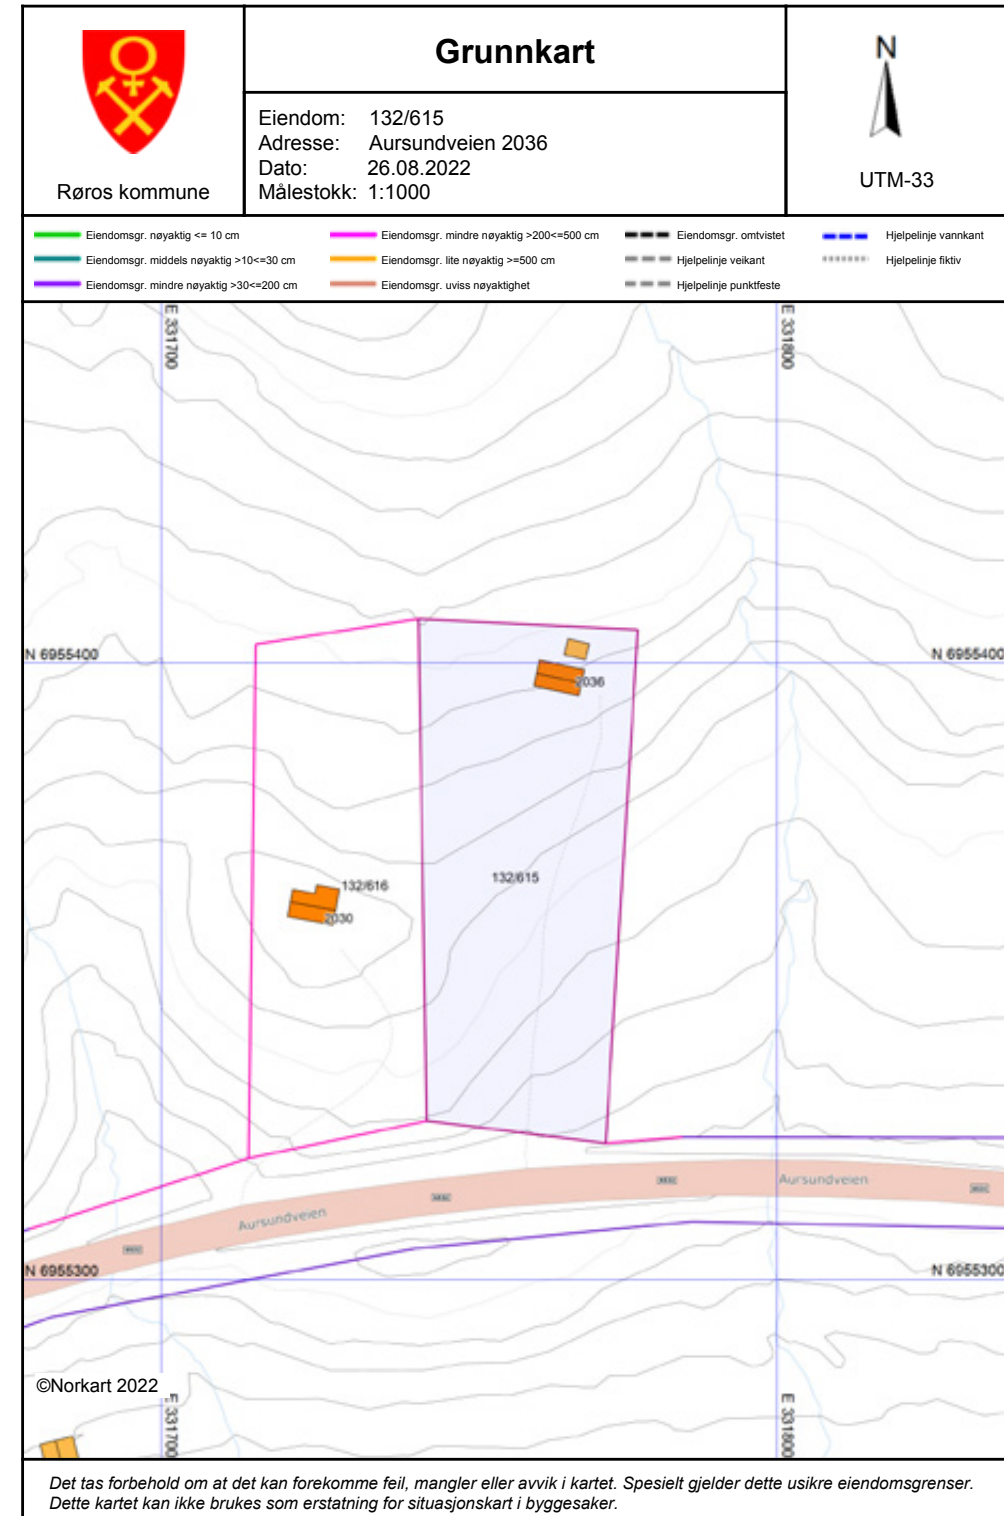 Grunnkart
N
Eiendom: 132/615
Adresse: Aursundveien 2036
Dato: 26.08.2022
Målestokk: 1:1000
Røros kommune
UTM-33
Eiendomsgr. nøyaktig <= 10 cm
Eiendomsgr. mindre nøyaktig >200<=500 cm
Eiendomsgr. omtvistet
Hjelpelinje vannkant
Eiendomsgr. middels nøyaktig >10<=30 cm
Eiendomsgr. lite nøyaktig >=500 cm
Hjelpelinje veikant
Hjelpelinje fiktiv
Eiendomsgr. mindre nøyaktig >30<=200 cm
Eiendomsgr. uviss nøyaktighet
Hjelpelinje punktfeste
E 331700
E 331800
N 6955400
N 6955400
2036
132/615
132/616
2030
Aursundveien
Aursundveien
N 6955300
N 6955300
©Norkart 2022
E 331700
E 331800
Det tas forbehold om at det kan forekomme feil, mangler eller avvik i kartet. Spesielt gjelder dette usikre eiendomsgrenser.
Dette kartet kan ikke brukes som erstatning for situasjonskart i byggesaker.